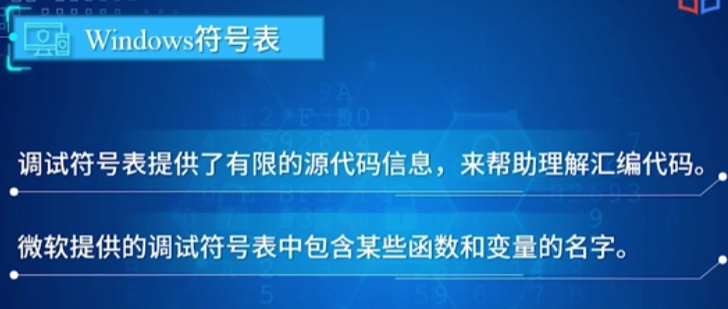 Windows符号表
调试符号表提供了有限的源代码信息，来帮助理解汇编代码。
微软提供的调试符号表中包含某些函数和变量的名字。